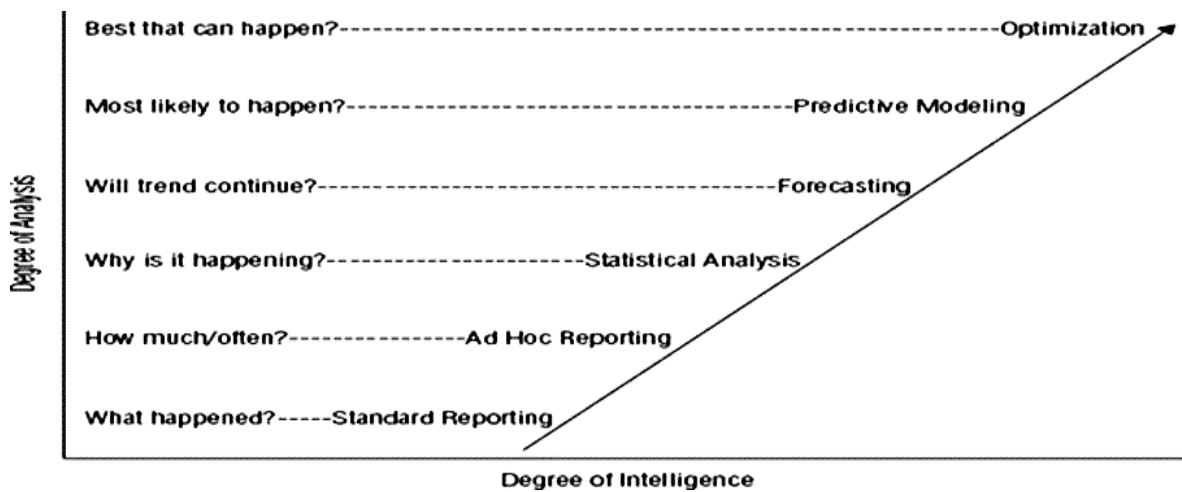 Best that can happen?------------------------------------------------------------Optimization
Most likely to happen?-----------------------------------------Predictive Modeling
Will trend continue?------------------------------------------Forecasting
Why is it happening?-----------------------Statistical Analysis
How much/often?----------------Ad Hoc Reporting
What happened?-----Standard Reporting
Degree of Analysis
Degree of Intelligence